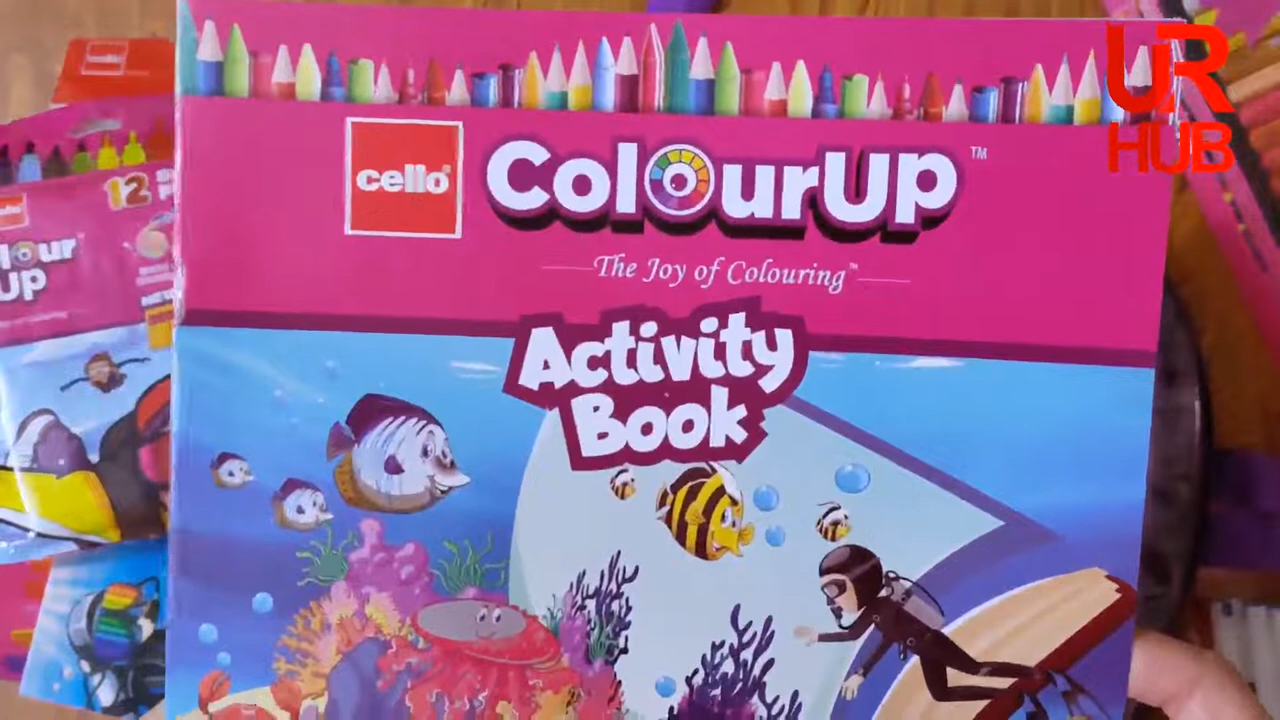 UR
HUB
cello
ColourUp™
The Joy of Colouring™
Activity
Book
12
cello
lour
Up